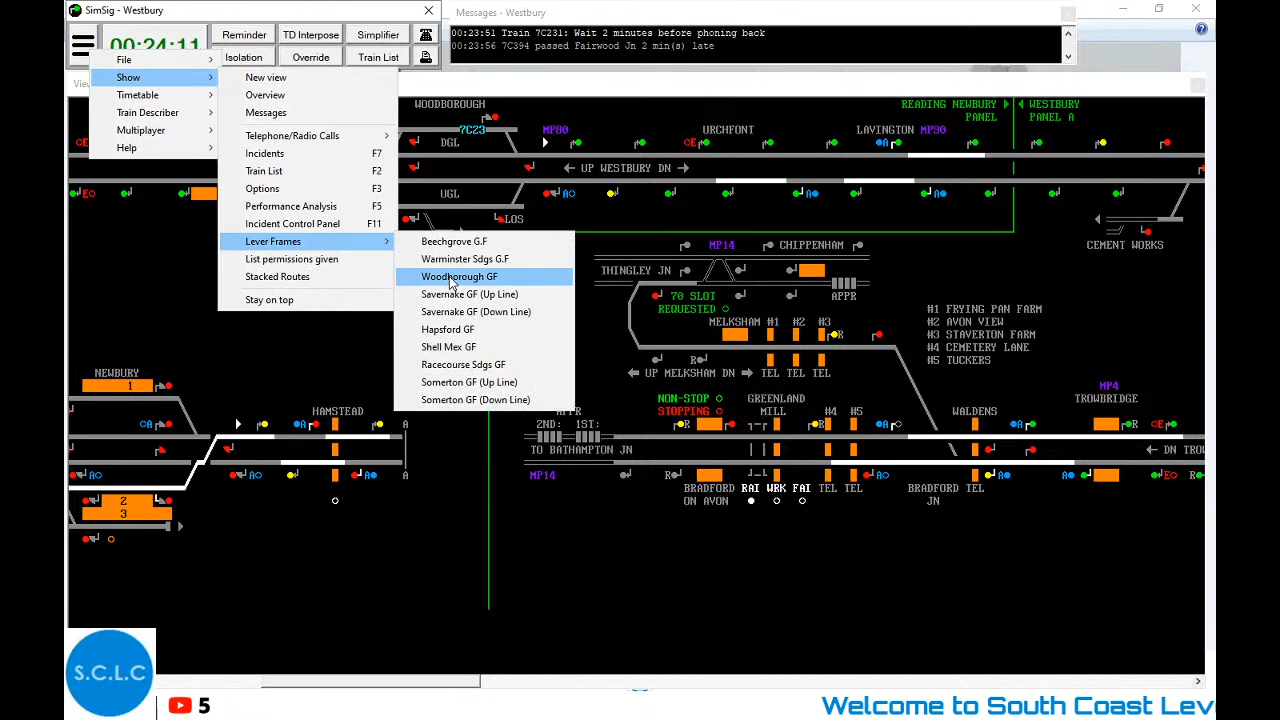 SimSig - Westbury
Messages - Westbury
00:24:11
Reminder
TD Interpose
Simplifier
Isolation
Override
Train List
00:23:51 Train 7C231: Wait 2 minutes before phoning back
00:23:56 7C394 passed Fairwood Jn 2 min(s) late
File
Show
Timetable
Train Describer
Multiplayer
Help
New view
Overview
Messages
Telephone/Radio Calls
Incidents F7
Train List F2
Options F3
Performance Analysis F5
Incident Control Panel F11
Lever Frames
List permissions given
Stacked Routes
Stay on top
Beechgrove G.F
Warminster Sdgs G.F
Woodborough GF
Savernake GF (Up Line)
Savernake GF (Down Line)
Hapsford GF
Shell Mex GF
Racecourse Sdgs GF
Somerton GF (Up Line)
Somerton GF (Down Line)
WOODBOROUGH
READING NEWBURY PANEL
WESTBURY PANEL A
7C23
MP80
URCHFONT
LAVINGTON MP90
DGL
E
A
UP WESTBURY DN
UGL
E
A
A
A
A
LOS
CEMENT WORKS
MP14
CHIPPENHAM
THINGLEY JN
70 SLOT
REQUESTED
APPR
MELKSHAM #1 #2 #3
R
#1 FRYING PAN FARM
#2 AVON VIEW
#3 STAVERTON FARM
#4 CEMETERY LANE
#5 TUCKERS
R
UP MELKSHAM DN
TEL TEL TEL
NEWBURY
1
HAMSTEAD
A
A
A
A
A
A
A
2
3
NON-STOP
STOPPING
GREENLAND
MILL
#4 #5
WALDENS
MP4
TROWBRIDGE
APPR
2ND: 1ST:
R
R
A
A
R
E
TO BATHAMPTON JN
DN TRO
MP14
R
A
A
A
R
E
BRADFORD
ON AVON
RAI WRK FAI TEL TEL
BRADFORD
JN
TEL
S.C.L.C
5
Welcome to South Coast Lev